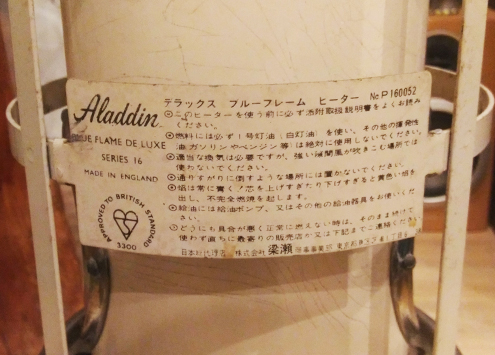 Aladdin
BLUE FLAME DE LUXE
SERIES 16
MADE IN ENGLAND
APPROVED TO BRITISH STANDARD
3300
デラックス ブルーフレーム ヒーター No P160052
⊙このヒーターを使う前に必ず添附取扱説明書をよくお読み
ください。
⊙燃料には必ず1号灯油(白灯油)を使い、その他の揮発性
油(ガソリンやベンジン等)は絶対に使用しないでください。
⊙適当な換気は必要ですが、強い隙間風が吹きこむ場所では
使わないでください。
⊙通りすがりに倒すような場所には置かないでください。
⊙焔は常に青く!芯を上げすぎたり下げすぎると黄色い焔を
出し、不完全燃焼を起します。
⊙給油には給油ポンプ、又はその他の給油器具をお使いくだ
さい。
⊙どうにも具合が悪く正常に燃えない時は、そのまま続けて
使わず直ちに最寄りの販売店か又は下記までご連絡ください
日本総代理店 株式会社 梁瀬